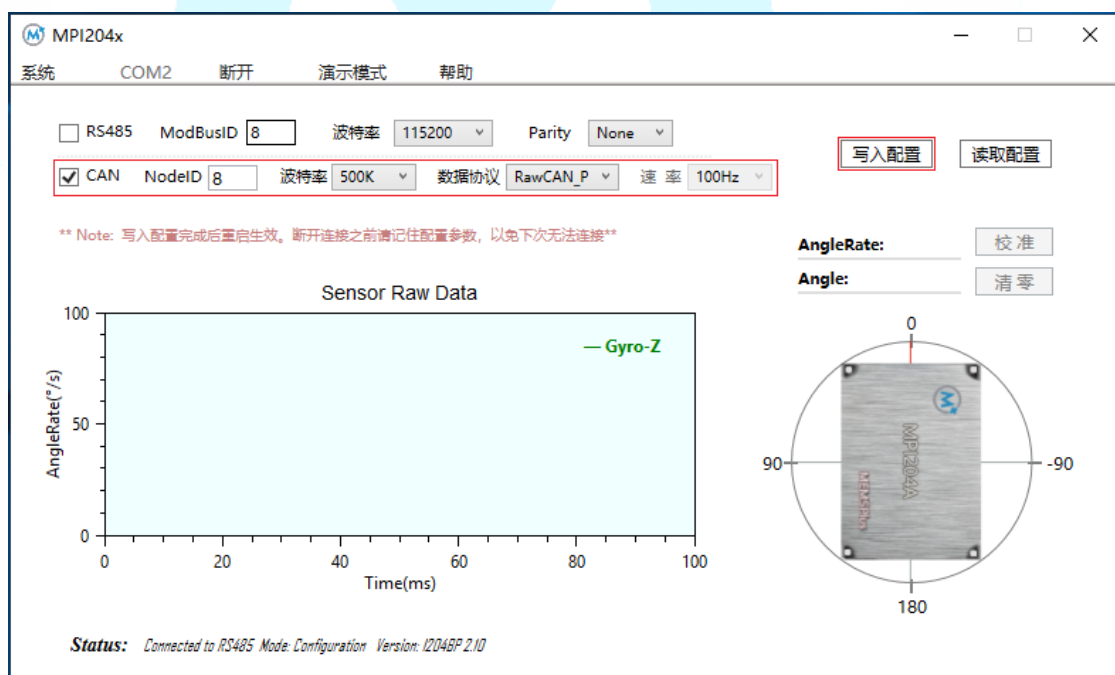 MPI204x
系统 COM2 断开 演示模式 帮助
RS485 ModBusID 8 波特率 115200 Parity None
写入配置 读取配置
CAN NodeID 8 波特率 500K 数据协议 RawCAN_P 速 率 100Hz
** Note: 写入配置完成后重启生效。断开连接之前请记住配置参数，以免下次无法连接**
AngleRate: 校 准
Angle: 清 零
Sensor Raw Data
Gyro-Z
AngleRate(°/s)
100
50
0
0 20 40 60 80 100
Time(ms)
0
90
-90
180
MPI204A
MEMSPlus
Status: Connected to RS485 Mode: Configuration Version: I204BP 2.10